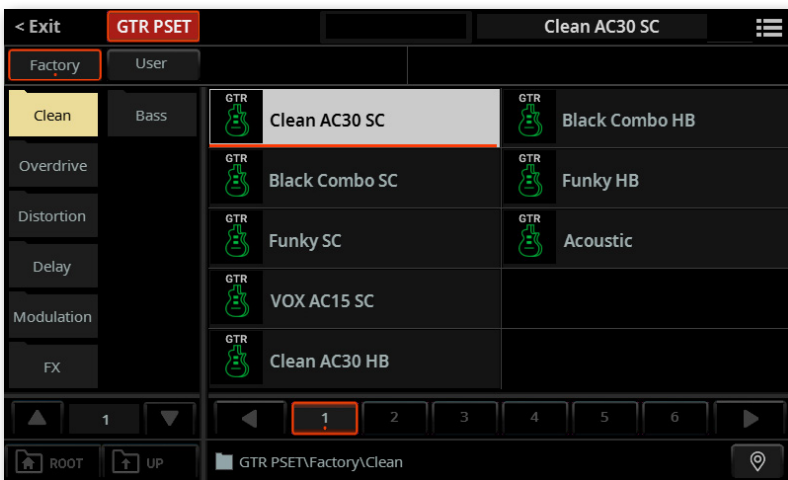 < Exit GTR PSET Clean AC30 SC
Factory User
Clean
Overdrive
Distortion
Delay
Modulation
FX
Bass
GTR Clean AC30 SC
GTR Black Combo SC
GTR Funky SC
GTR VOX AC15 SC
GTR Clean AC30 HB
GTR Black Combo HB
GTR Funky HB
GTR Acoustic
1
1 2 3 4 5 6
ROOT UP
GTR PSET\Factory\Clean